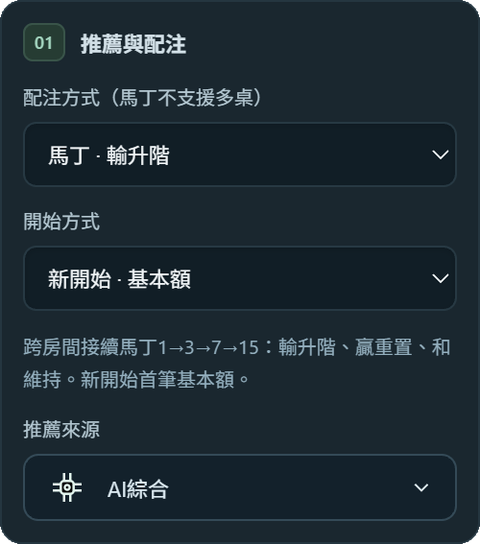 01 推薦與配注
配注方式（馬丁不支援多桌）
馬丁 · 輸升階
開始方式
新開始 · 基本額
跨房間接續馬丁1→3→7→15：輸升階、贏重置、和
維持。新開始首筆基本額。
推薦來源
AI綜合